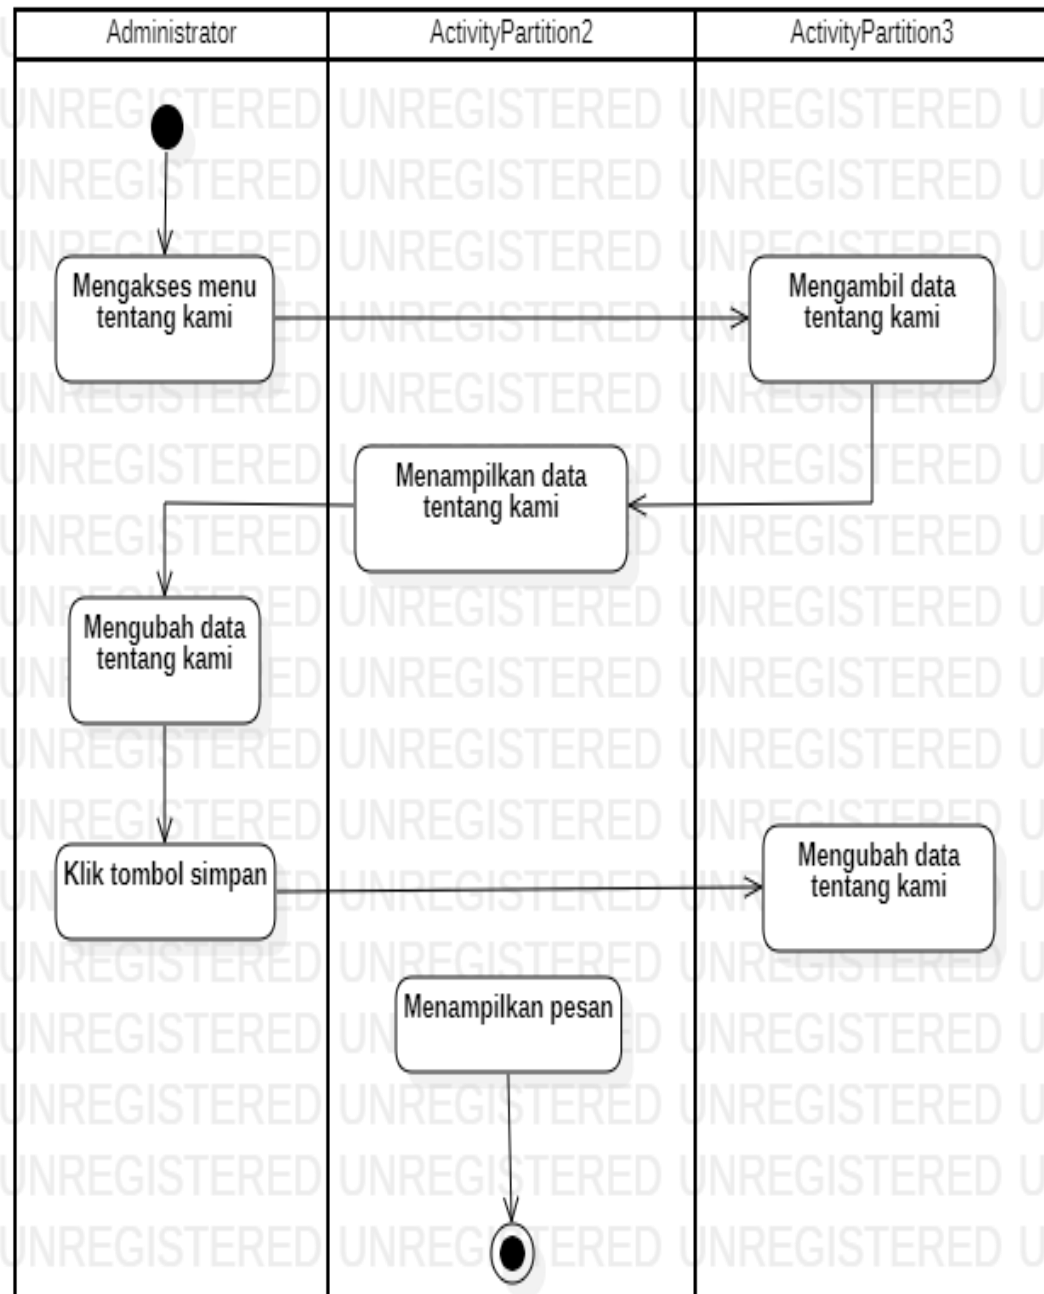 Administrator
ActivityPartition2
ActivityPartition3
Mengakses menu
tentang kami
Mengambil data
tentang kami
Menampilkan data
tentang kami
Mengubah data
tentang kami
Klik tombol simpan
Mengubah data
tentang kami
Menampilkan pesan
UNREGISTERED